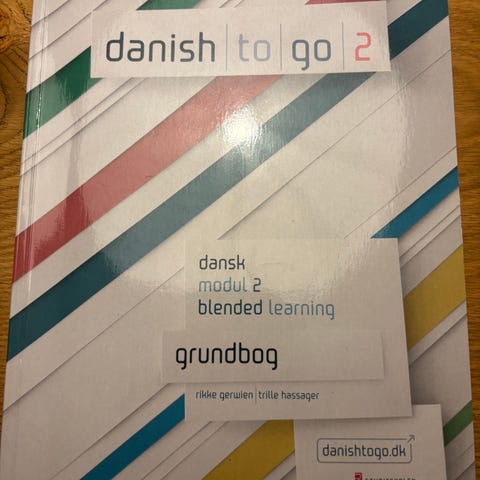 danish|to|go|2
dansk
modul 2
blended learning
grundbog
rikke gerwien|trille hassager
danishtogo.dk